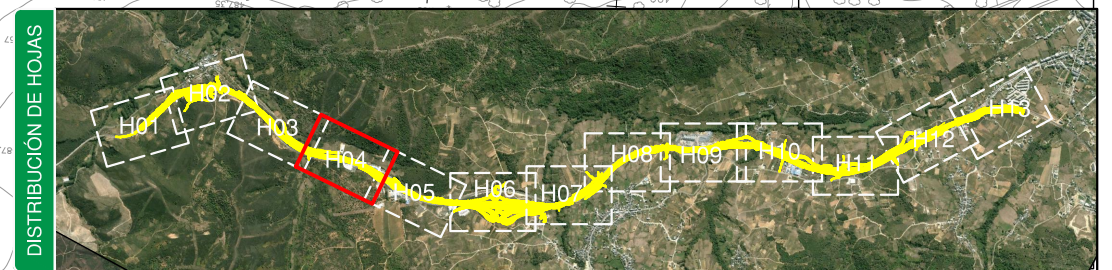 DISTRIBUCIÓN DE HOJAS
H01
H02
H03
H04
H05
H06
H07
H08
H09
H10
H11
H12
H13